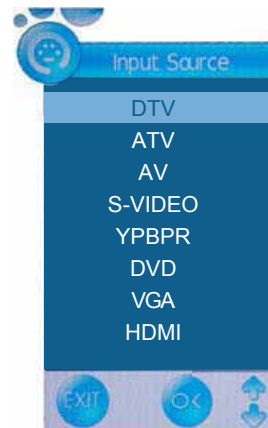 Input Source
DTV
ATV
AV
S-VIDEO
YPBPR
DVD
VGA
HDMI
EXIT OK